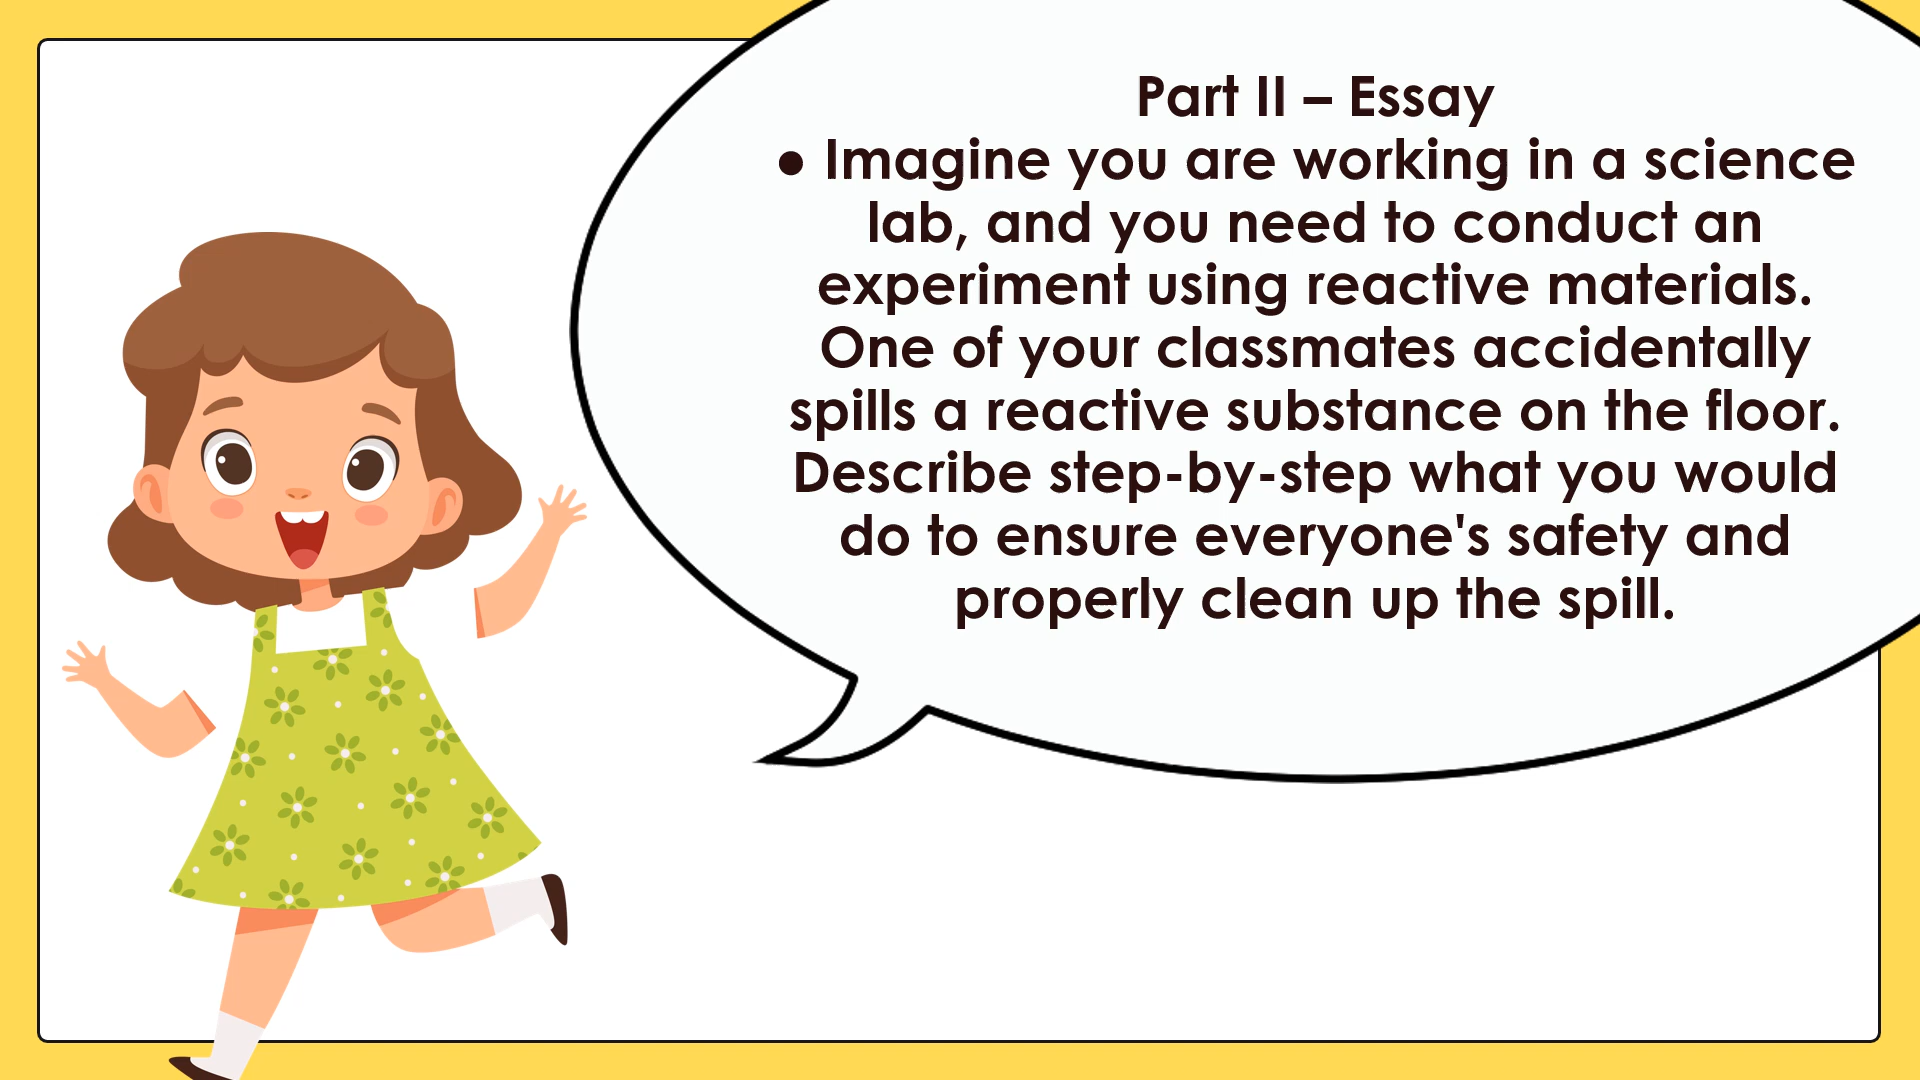 Part II – Essay
● Imagine you are working in a science
lab, and you need to conduct an
experiment using reactive materials.
One of your classmates accidentally
spills a reactive substance on the floor.
Describe step-by-step what you would
do to ensure everyone's safety and
properly clean up the spill.